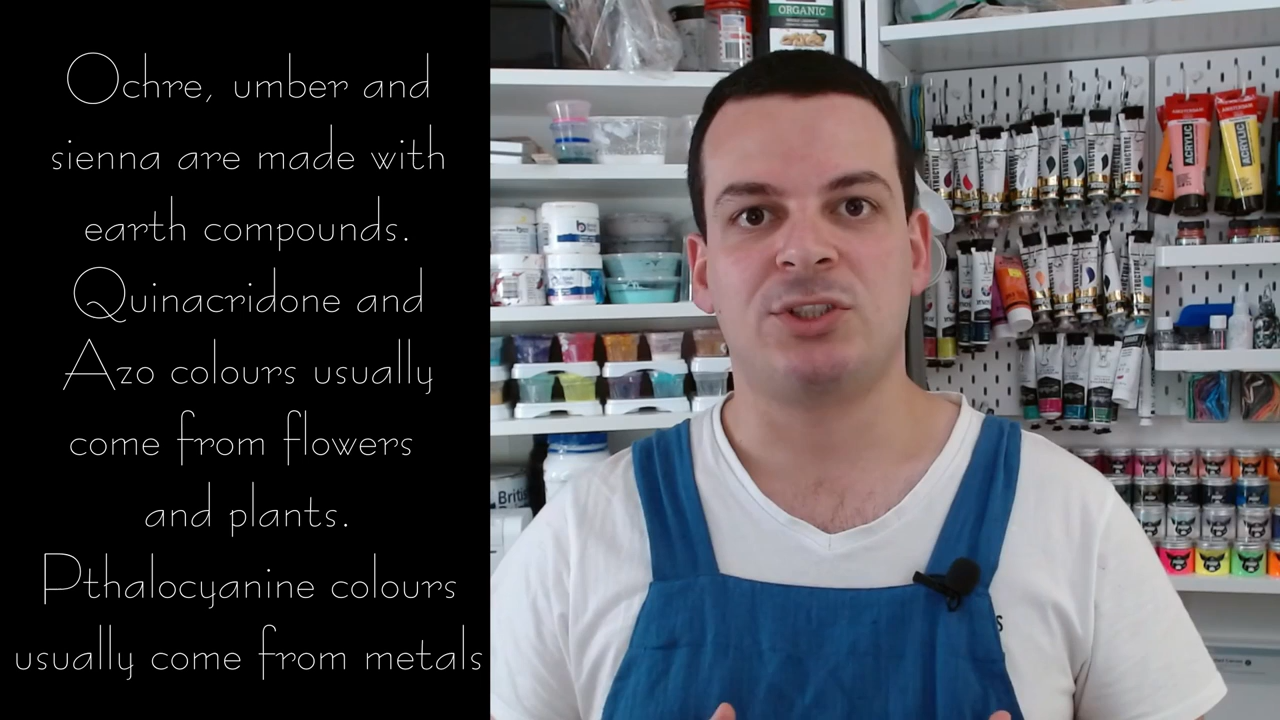 Ochre, umber and
sienna are made with
earth compounds.
Quinacridone and
Azo colours usually
come from flowers
and plants.
Pthalocyanine colours
usually come from metals
ORGANIC
ACRYLIC
ACRYLIC
Briti
S